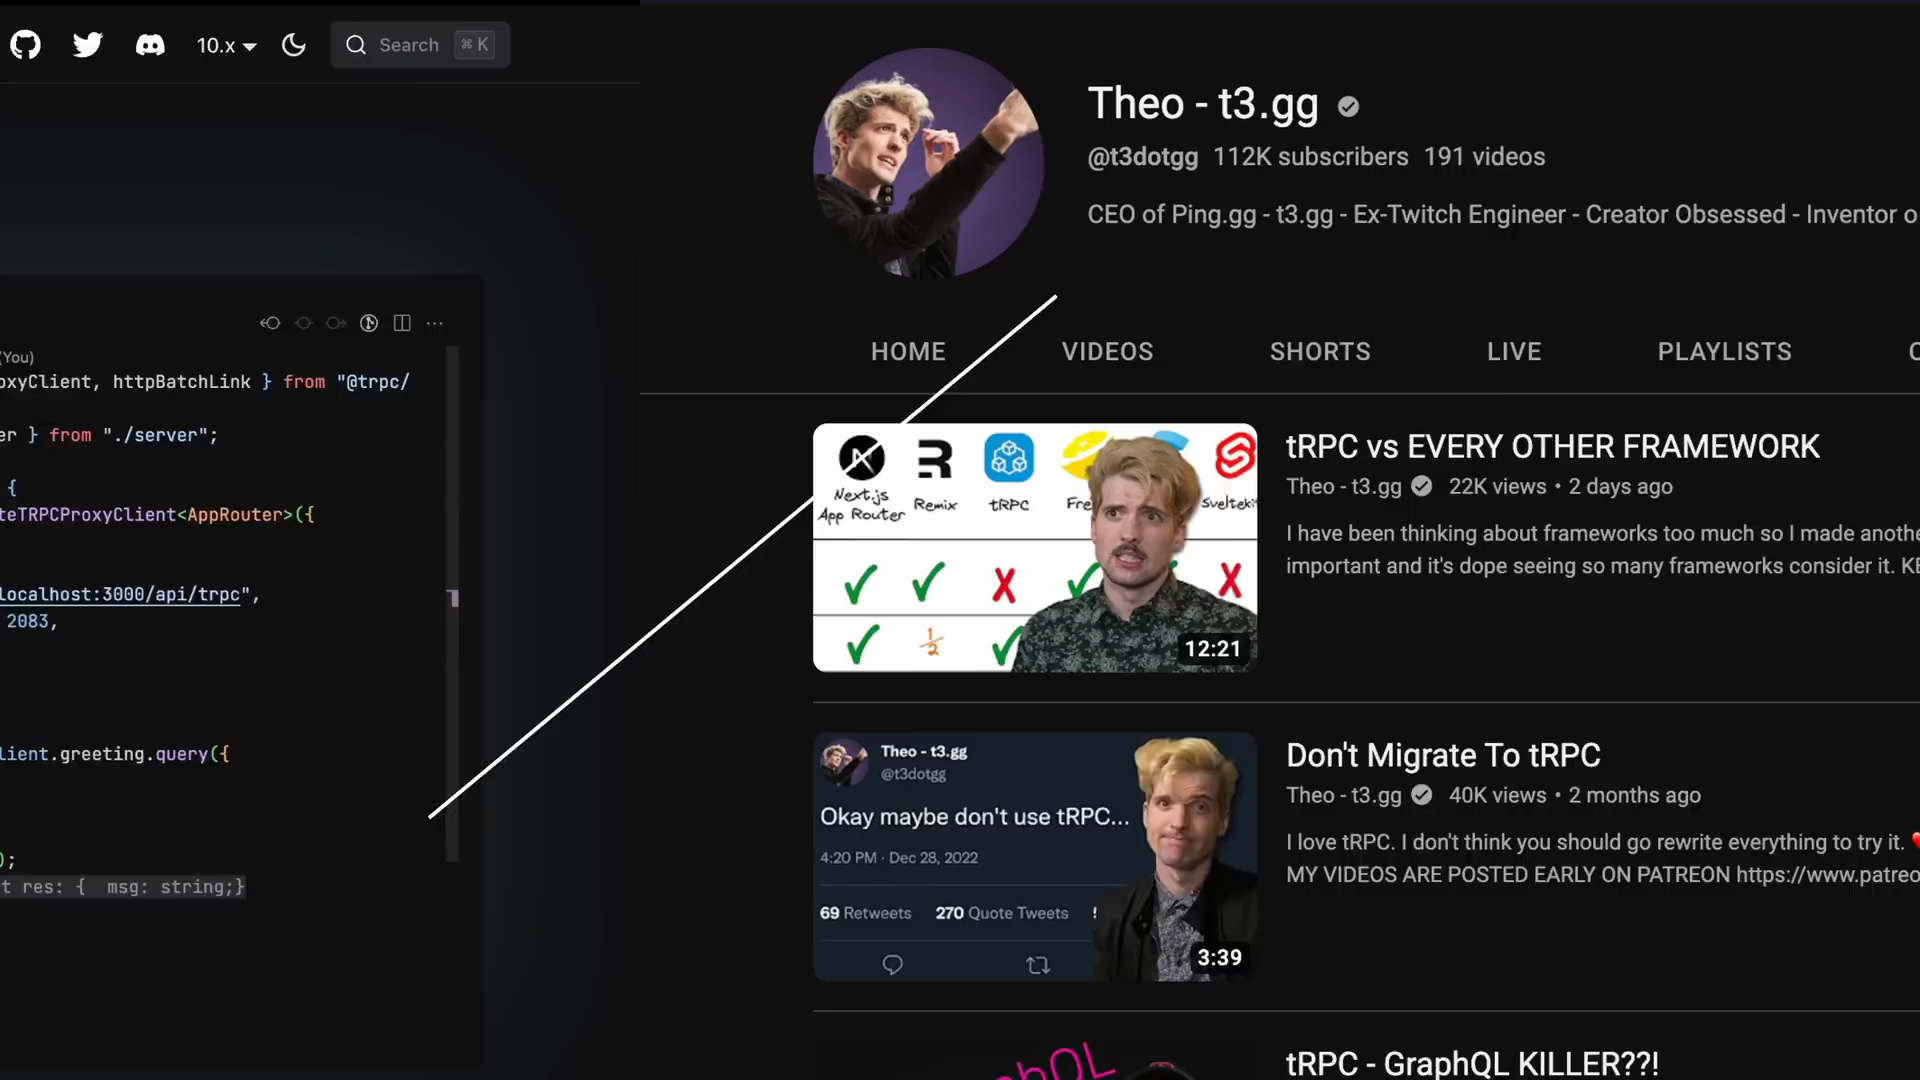 10.x
Search
⌘ K
(You)
oxyClient, httpBatchLink } from "@trpc/
er } from "./server";
{
teTRPCProxyClient<AppRouter>({
localhost:3000/api/trpc",
2083,
lient.greeting.query({
);
t res: { msg: string;}
Theo - t3.gg
@t3dotgg 112K subscribers 191 videos
CEO of Ping.gg - t3.gg - Ex-Twitch Engineer - Creator Obsessed - Inventor o
HOME VIDEOS SHORTS LIVE PLAYLISTS
Next.js
App Router
Remix
tRPC
Fre
Sveltekit
1/2
12:21
tRPC vs EVERY OTHER FRAMEWORK
Theo - t3.gg 22K views • 2 days ago
I have been thinking about frameworks too much so I made anothe
important and it's dope seeing so many frameworks consider it. KE
Theo - t3.gg
@t3dotgg
Okay maybe don't use tRPC...
4:20 PM · Dec 28, 2022
69 Retweets 270 Quote Tweets
3:39
Don't Migrate To tRPC
Theo - t3.gg 40K views • 2 months ago
I love tRPC. I don't think you should go rewrite everything to try it.
MY VIDEOS ARE POSTED EARLY ON PATREON https://www.patreo
phQL
tRPC - GraphQL KILLER??!